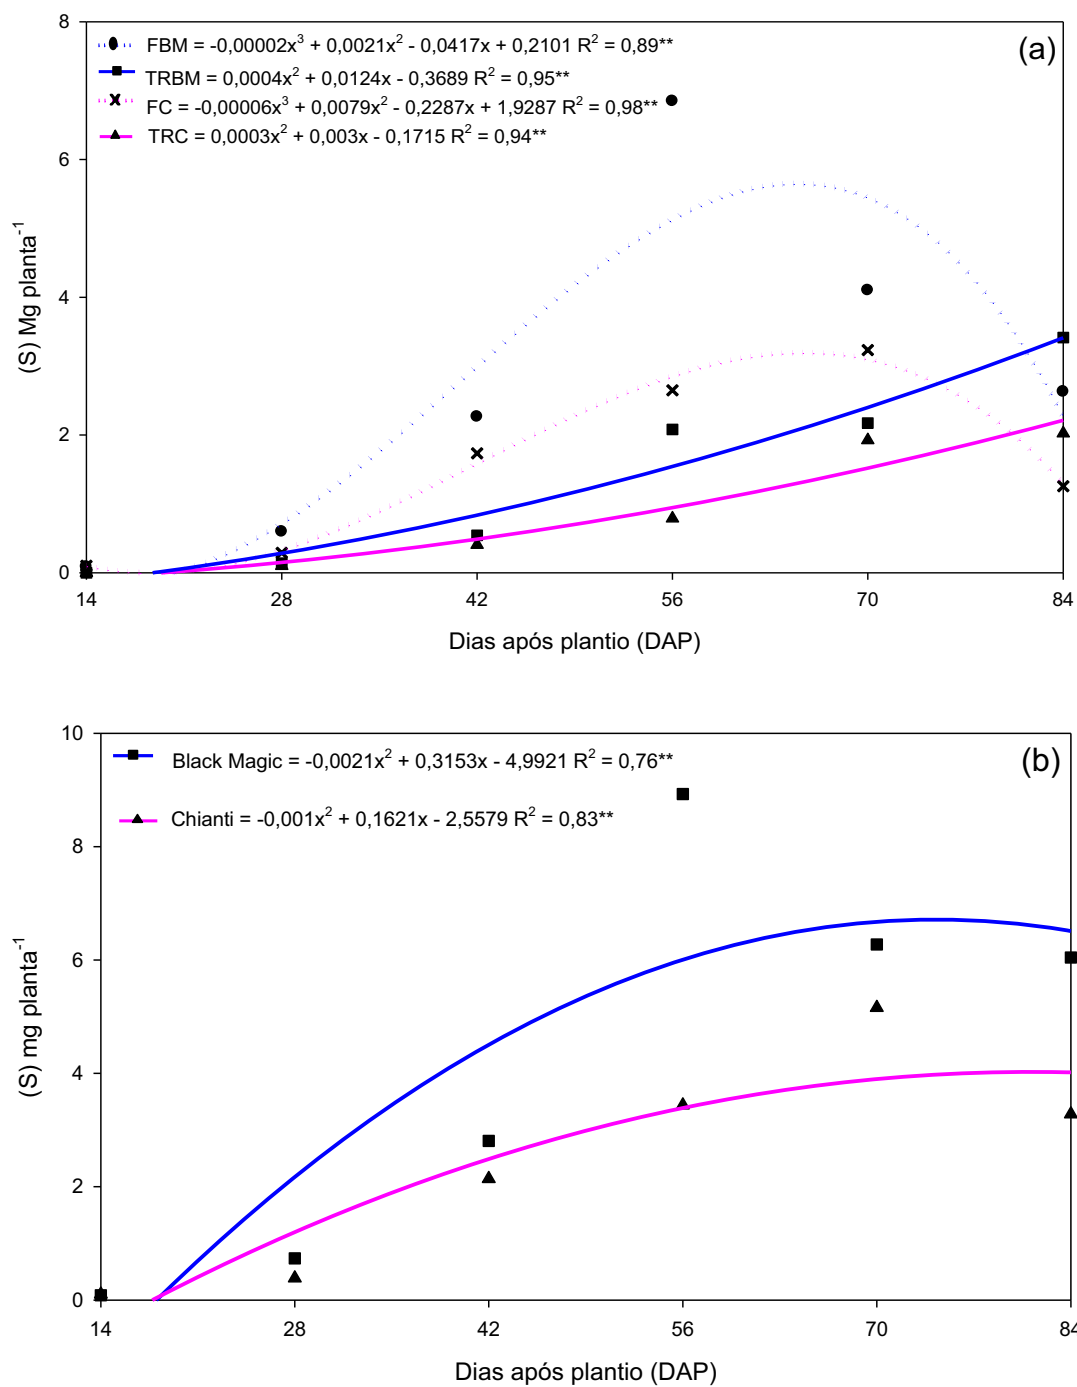 8
FBM = -0,00002x³ + 0,0021x² - 0,0417x + 0,2101 R² = 0,89**
(a)
TRBM = 0,0004x² + 0,0124x - 0,3689 R² = 0,95**
FC = -0,00006x³ + 0,0079x² - 0,2287x + 1,9287 R² = 0,98**
TRC = 0,0003x² + 0,003x - 0,1715 R² = 0,94**
6
4
2
0
(S) Mg planta⁻¹
14 28 42 56 70 84
Dias após plantio (DAP)
10
Black Magic = -0,0021x² + 0,3153x - 4,9921 R² = 0,76**
(b)
Chianti = -0,001x² + 0,1621x - 2,5579 R² = 0,83**
8
6
4
2
0
(S) mg planta⁻¹
14 28 42 56 70 84
Dias após plantio (DAP)